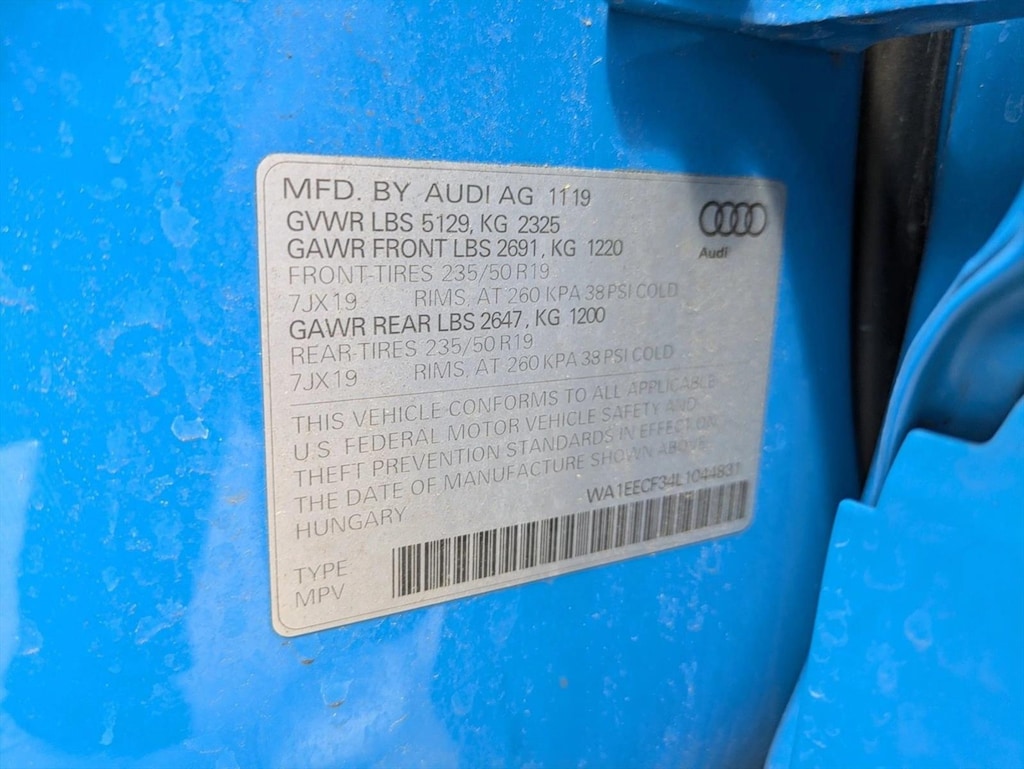 MFD. BY AUDI AG 1119
GVWR LBS 5129, KG 2325
GAWR FRONT LBS 2691, KG 1220
FRONT-TIRES 235/50 R19
7JX19 RIMS, AT 260 KPA 38 PSI COLD
GAWR REAR LBS 2647, KG 1200
REAR-TIRES 235/50 R19
7JX19 RIMS, AT 260 KPA 38 PSI COLD
Audi
THIS VEHICLE CONFORMS TO ALL APPLICABLE
U.S. FEDERAL MOTOR VEHICLE SAFETY AND
THEFT PREVENTION STANDARDS IN EFFECT ON
THE DATE OF MANUFACTURE SHOWN ABOVE.
HUNGARY
WA1EECF34L1044831
TYPE
MPV